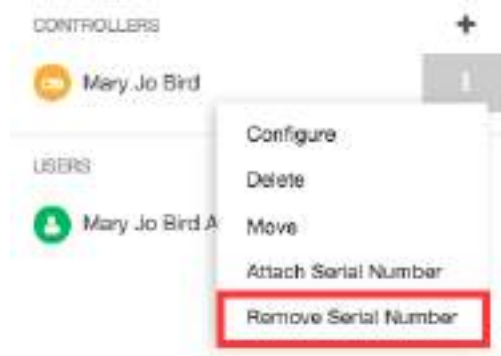 CONTROLLERS
Mary Jo Bird
Configure
USERS
Delete
Mary Jo Bird A
Move
Attach Serial Number
Remove Serial Number